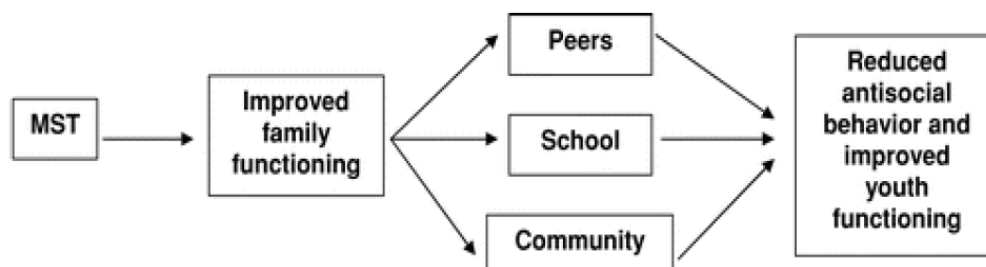 MST
Improved
family
functioning
Peers
School
Community
Reduced
antisocial
behavior and
improved
youth
functioning